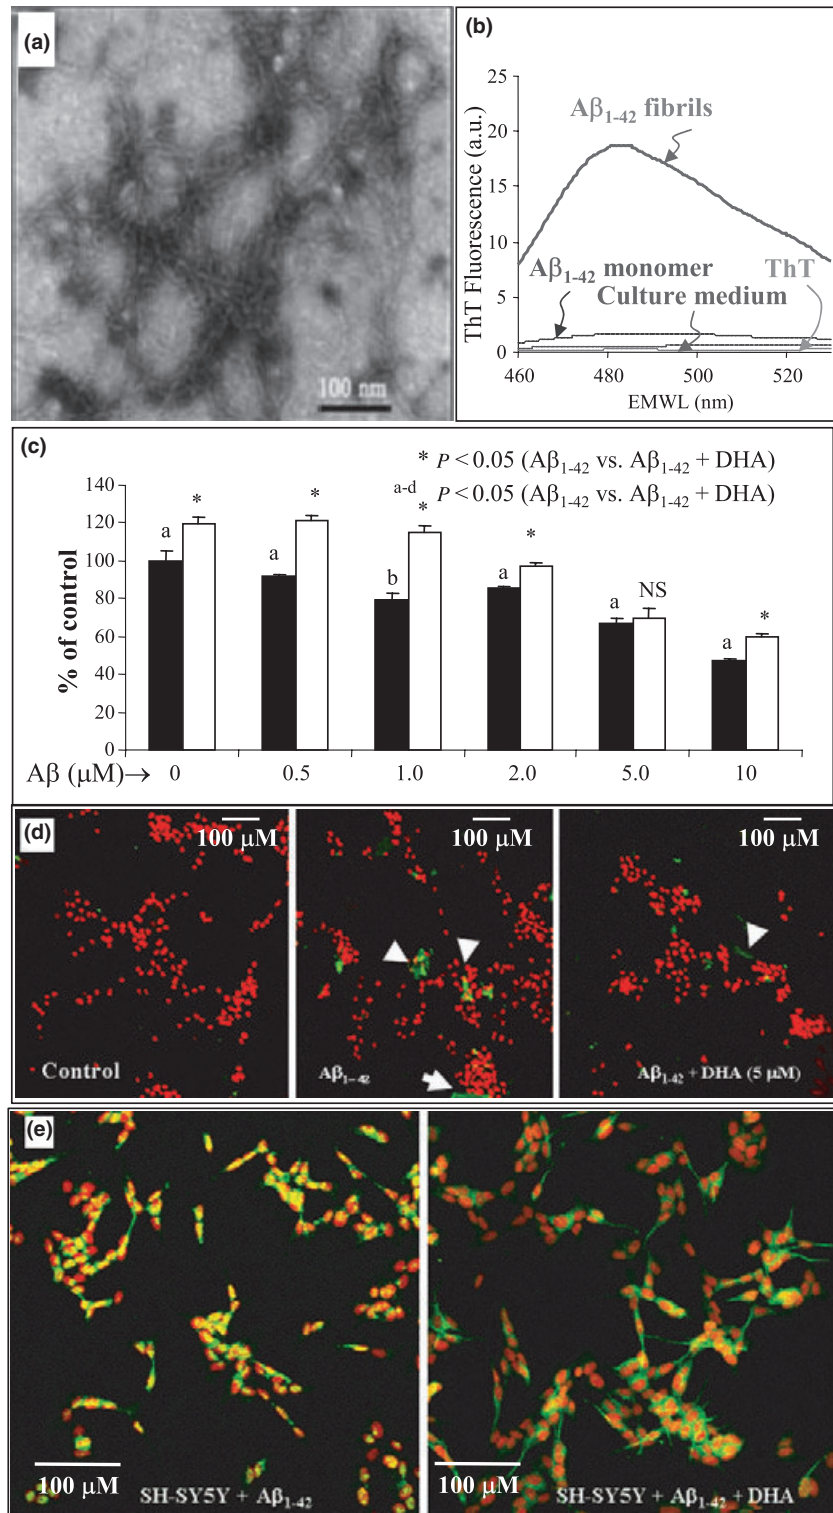 (a)
100 nm
(b)
ThT Fluorescence (a.u.)
25
20
15
10
5
0
Aβ1-42 fibrils
Aβ1-42 monomer
ThT
Culture medium
460
480
500
520
EMWL (nm)
(c)
* P < 0.05 (Aβ1-42 vs. Aβ1-42 + DHA)
a-d P < 0.05 (Aβ1-42 vs. Aβ1-42 + DHA)
% of control
140
120
100
80
60
40
20
0
a
*
a
*
b
*
a
*
a
NS
a
*
Aβ (μM)→ 0 0.5 1.0 2.0 5.0 10
(d)
100 μM
100 μM
100 μM
Control
Aβ1-42
Aβ1-42 + DHA (5 μM)
(e)
100 μM
SH-SY5Y + Aβ1-42
100 μM
SH-SY5Y + Aβ1-42 + DHA